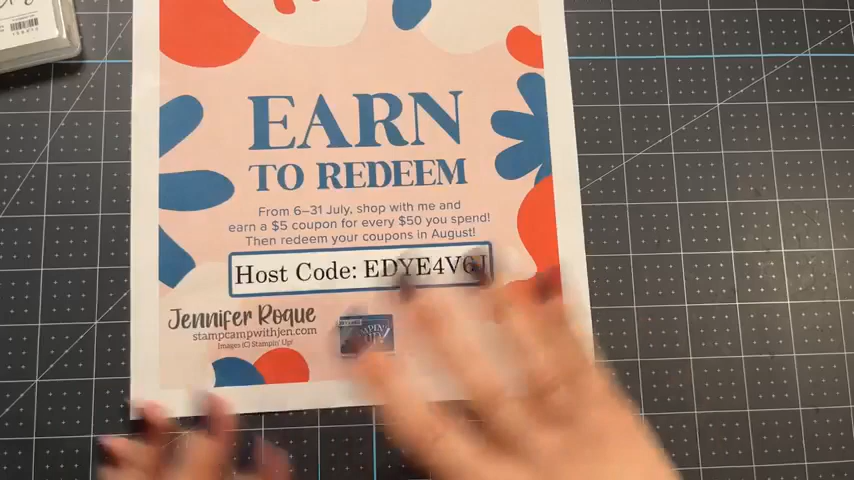 EARN
TO REDEEM
From 6–31 July, shop with me and
earn a $5 coupon for every $50 you spend!
Then redeem your coupons in August!
Host Code: EDYE4V6J
Jennifer Roque
stampcampwithjen.com
Images (C) Stampin' Up!